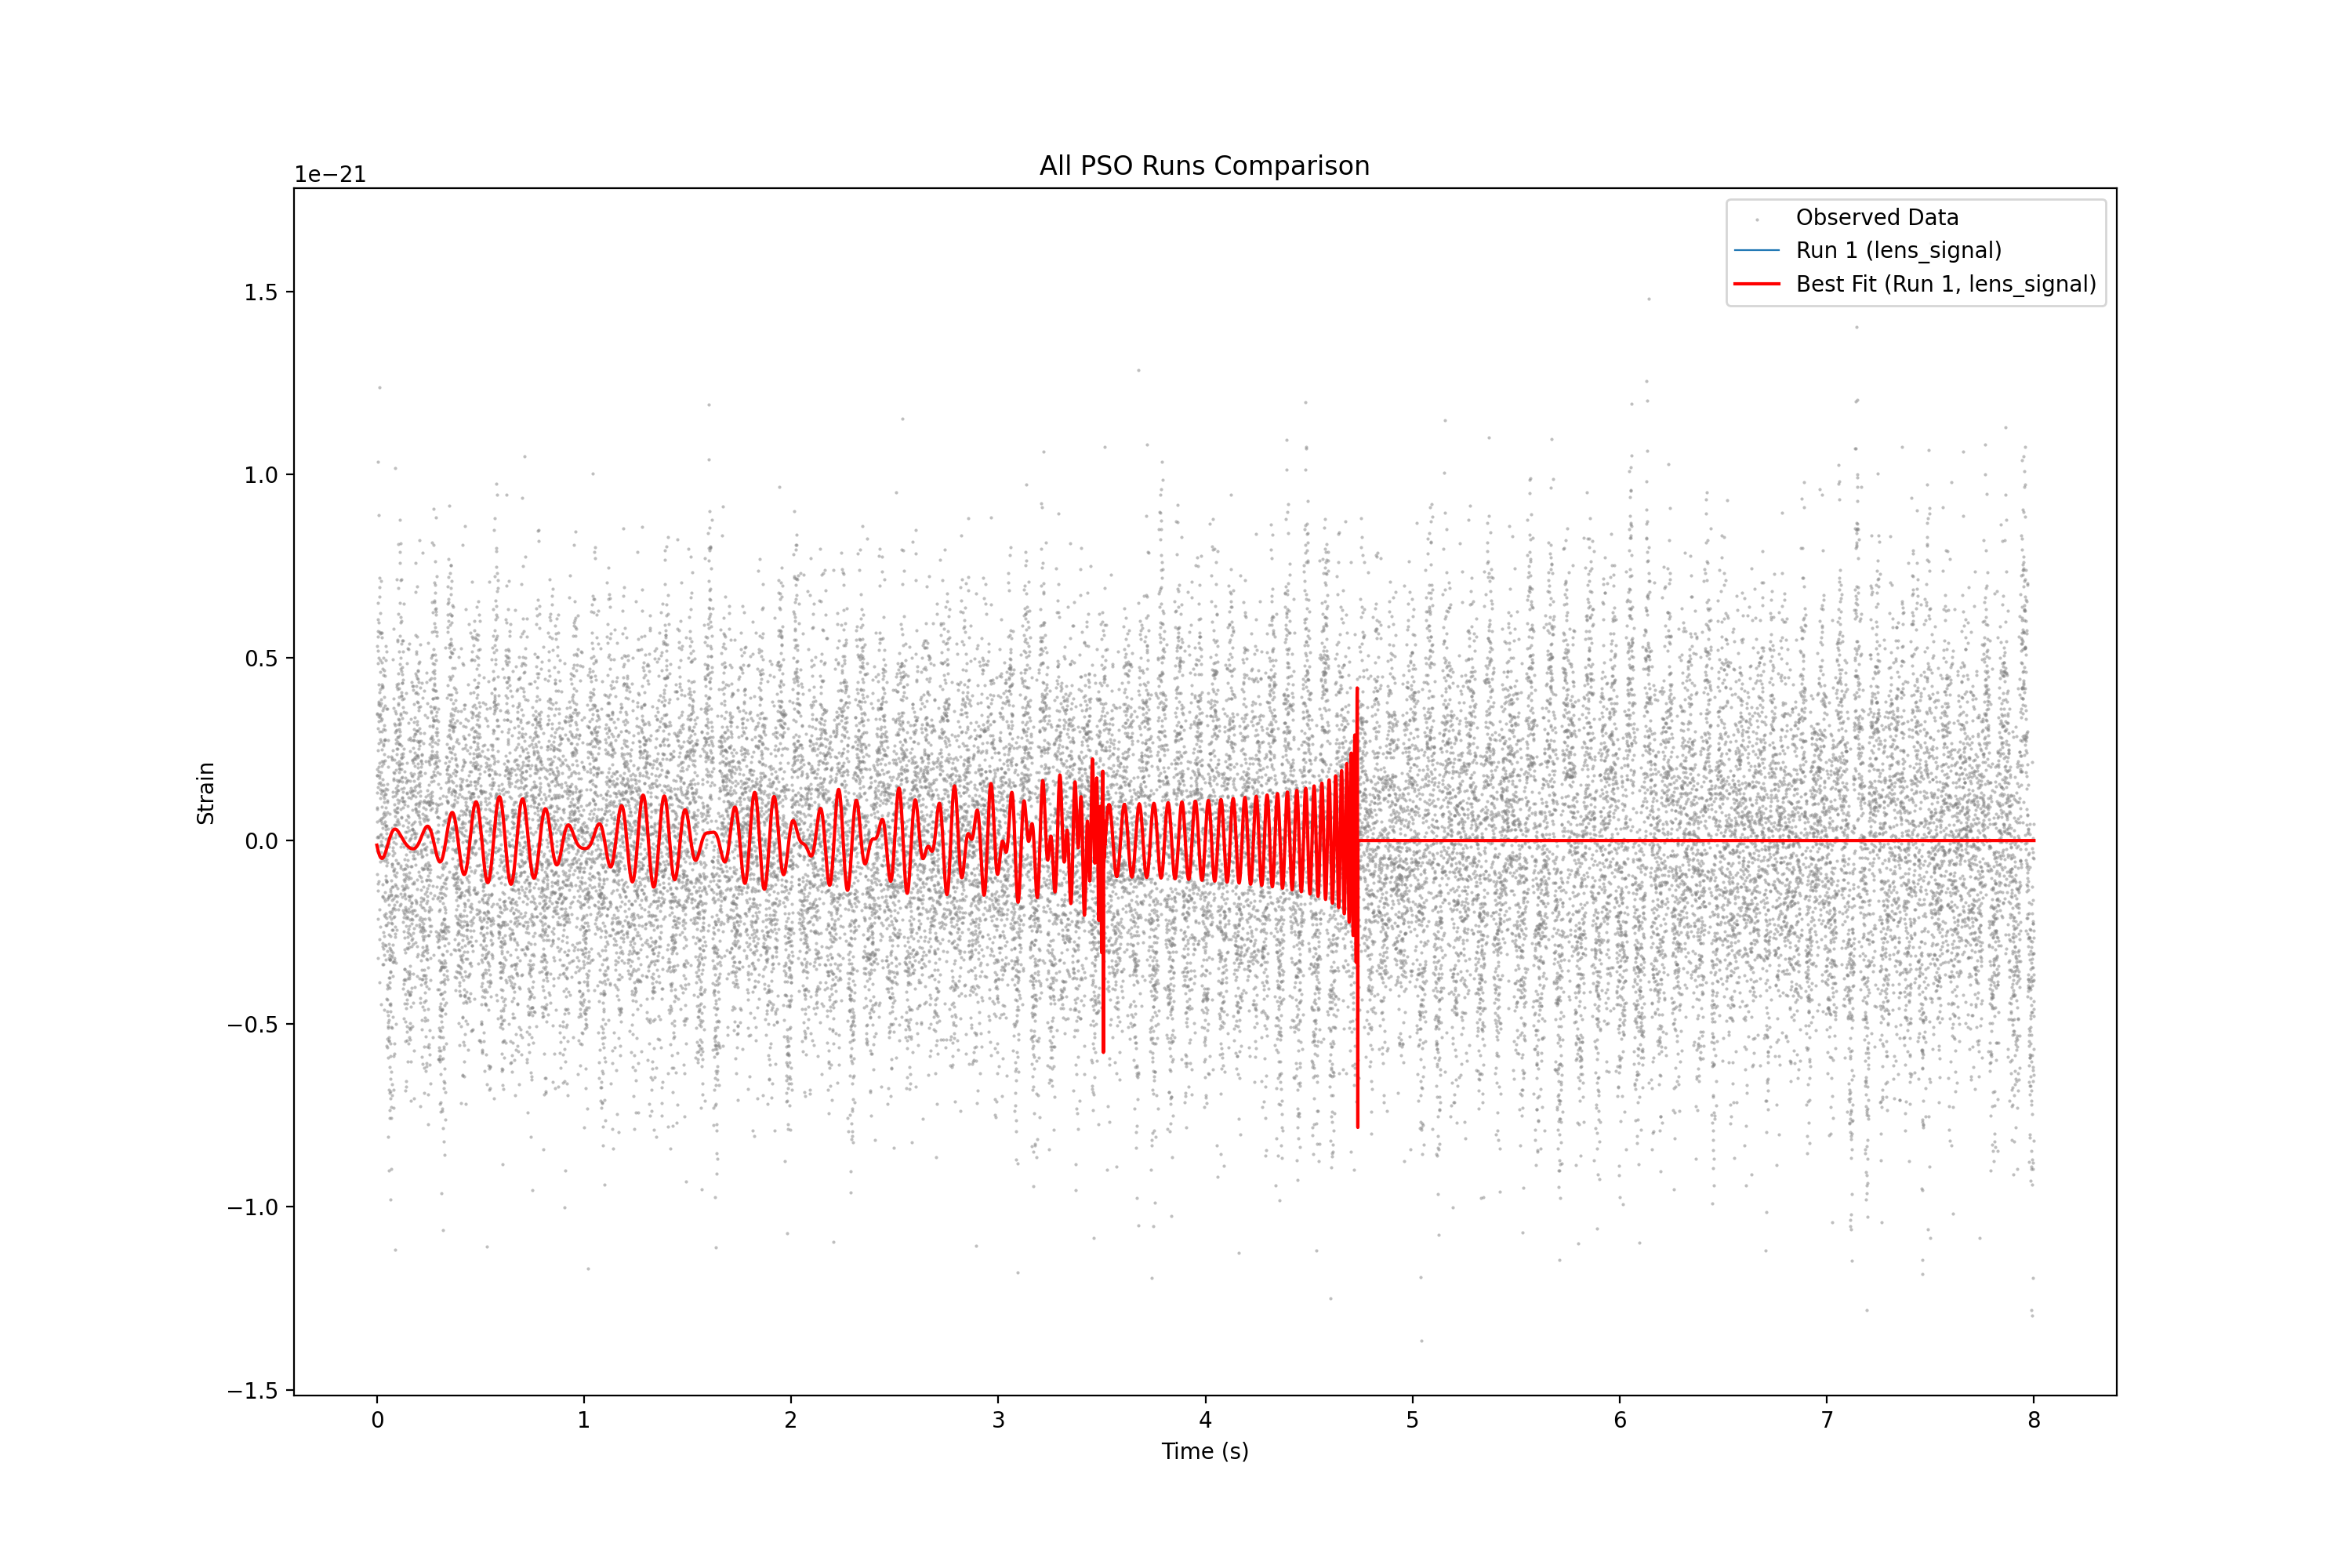 All PSO Runs Comparison
1e−21
Observed Data
Run 1 (lens_signal)
Best Fit (Run 1, lens_signal)
1.5
1.0
0.5
0.0
−0.5
−1.0
−1.5
Strain
0 1 2 3 4 5 6 7 8
Time (s)